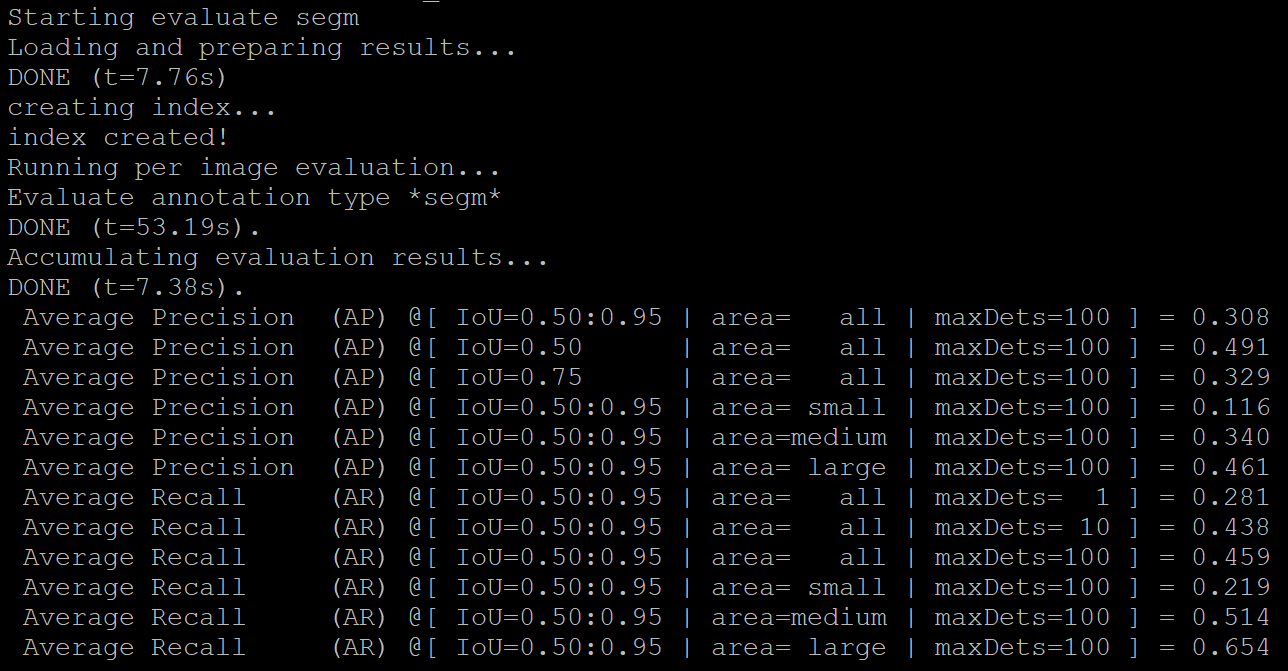 Starting evaluate segm
Loading and preparing results...
DONE (t=7.76s)
creating index...
index created!
Running per image evaluation...
Evaluate annotation type *segm*
DONE (t=53.19s).
Accumulating evaluation results...
DONE (t=7.38s).
 Average Precision  (AP) @[ IoU=0.50:0.95 | area=   all | maxDets=100 ] = 0.308
 Average Precision  (AP) @[ IoU=0.50      | area=   all | maxDets=100 ] = 0.491
 Average Precision  (AP) @[ IoU=0.75      | area=   all | maxDets=100 ] = 0.329
 Average Precision  (AP) @[ IoU=0.50:0.95 | area= small | maxDets=100 ] = 0.116
 Average Precision  (AP) @[ IoU=0.50:0.95 | area=medium | maxDets=100 ] = 0.340
 Average Precision  (AP) @[ IoU=0.50:0.95 | area= large | maxDets=100 ] = 0.461
 Average Recall     (AR) @[ IoU=0.50:0.95 | area=   all | maxDets=  1 ] = 0.281
 Average Recall     (AR) @[ IoU=0.50:0.95 | area=   all | maxDets= 10 ] = 0.438
 Average Recall     (AR) @[ IoU=0.50:0.95 | area=   all | maxDets=100 ] = 0.459
 Average Recall     (AR) @[ IoU=0.50:0.95 | area= small | maxDets=100 ] = 0.219
 Average Recall     (AR) @[ IoU=0.50:0.95 | area=medium | maxDets=100 ] = 0.514
 Average Recall     (AR) @[ IoU=0.50:0.95 | area= large | maxDets=100 ] = 0.654